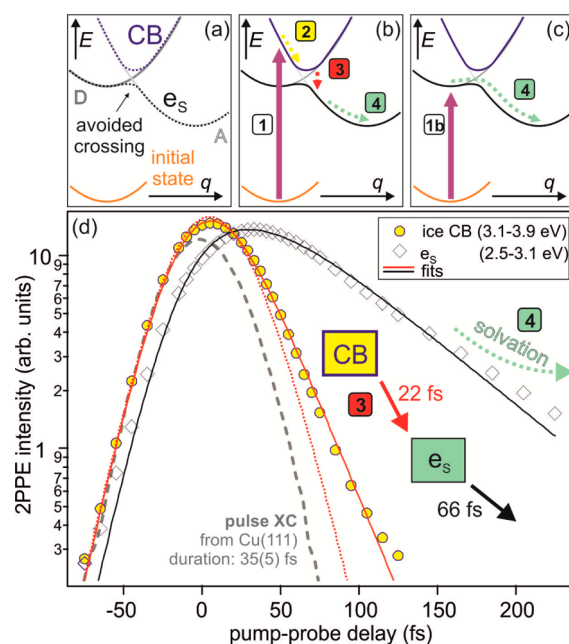 E
CB
(a)
D
e_S
avoided
crossing
A
initial
state
q
E
(b)
2
3
4
1
q
E
(c)
4
1b
q
(d)
ice CB (3.1-3.9 eV)
e_S (2.5-3.1 eV)
fits
4
solvation
CB
3
22 fs
e_S
66 fs
pulse XC
from Cu(111)
duration: 35(5) fs
2PPE intensity (arb. units)
10
9
8
7
6
5
4
3
2
1
9
8
7
6
5
4
3
-50 0 50 100 150 200
pump-probe delay (fs)